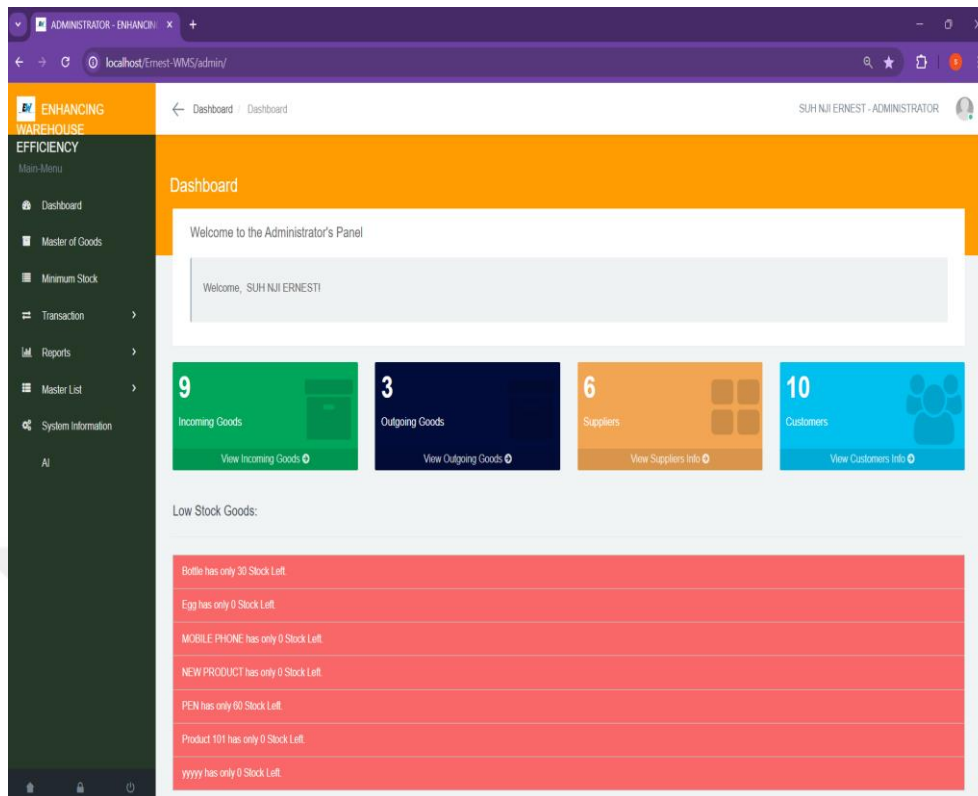 ADMINISTRATOR - ENHANCIN
localhost/Ernest-WMS/admin/
ENHANCING
WAREHOUSE
EFFICIENCY
Main-Menu
Dashboard
Master of Goods
Minimum Stock
Transaction
Reports
Master List
System Information
AI
Dashboard / Dashboard
SUH NJI ERNEST - ADMINISTRATOR
Dashboard
Welcome to the Administrator's Panel
Welcome, SUH NJI ERNEST!
9
Incoming Goods
View Incoming Goods
3
Outgoing Goods
View Outgoing Goods
6
Suppliers
View Suppliers Info
10
Customers
View Customers Info
Low Stock Goods:
Bottle has only 30 Stock Left.
Egg has only 0 Stock Left.
MOBILE PHONE has only 0 Stock Left.
NEW PRODUCT has only 0 Stock Left.
PEN has only 60 Stock Left.
Product 101 has only 0 Stock Left.
yyyyy has only 0 Stock Left.